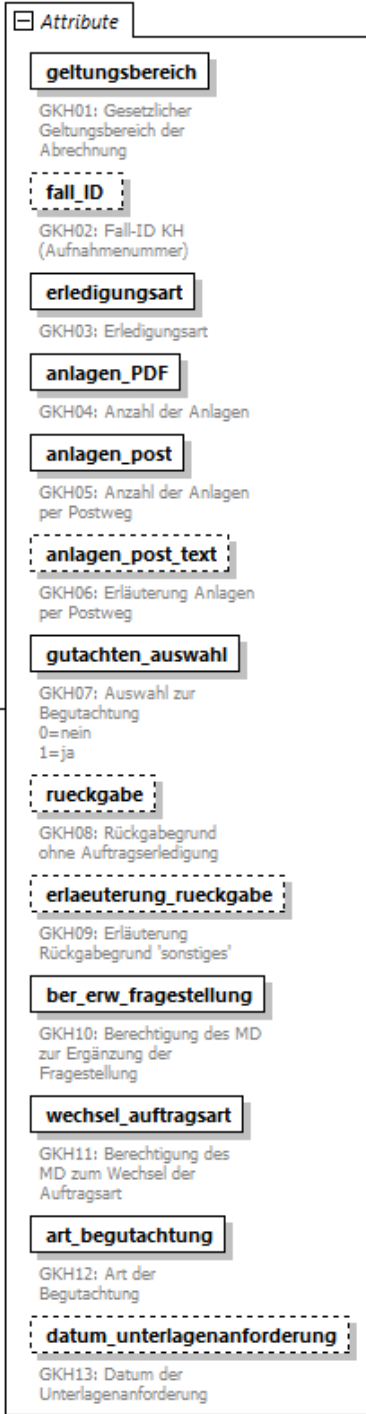 Attribute
geltungsbereich
GKH01: Gesetzlicher
Geltungsbereich der
Abrechnung
fall_ID
GKH02: Fall-ID KH
(Aufnahmenummer)
erledigungsart
GKH03: Erledigungsart
anlagen_PDF
GKH04: Anzahl der Anlagen
anlagen_post
GKH05: Anzahl der Anlagen
per Postweg
anlagen_post_text
GKH06: Erläuterung Anlagen
per Postweg
gutachten_auswahl
GKH07: Auswahl zur
Begutachtung
0=nein
1=ja
rueckgabe
GKH08: Rückgabegrund
ohne Auftragserledigung
erlaeuterung_rueckgabe
GKH09: Erläuterung
Rückgabegrund 'sonstiges'
ber_erw_fragestellung
GKH10: Berechtigung des MD
zur Ergänzung der
Fragestellung
wechsel_auftragsart
GKH11: Berechtigung des
MD zum Wechsel der
Auftragsart
art_begutachtung
GKH12: Art der
Begutachtung
datum_unterlagenanforderung
GKH13: Datum der
Unterlagenanforderung